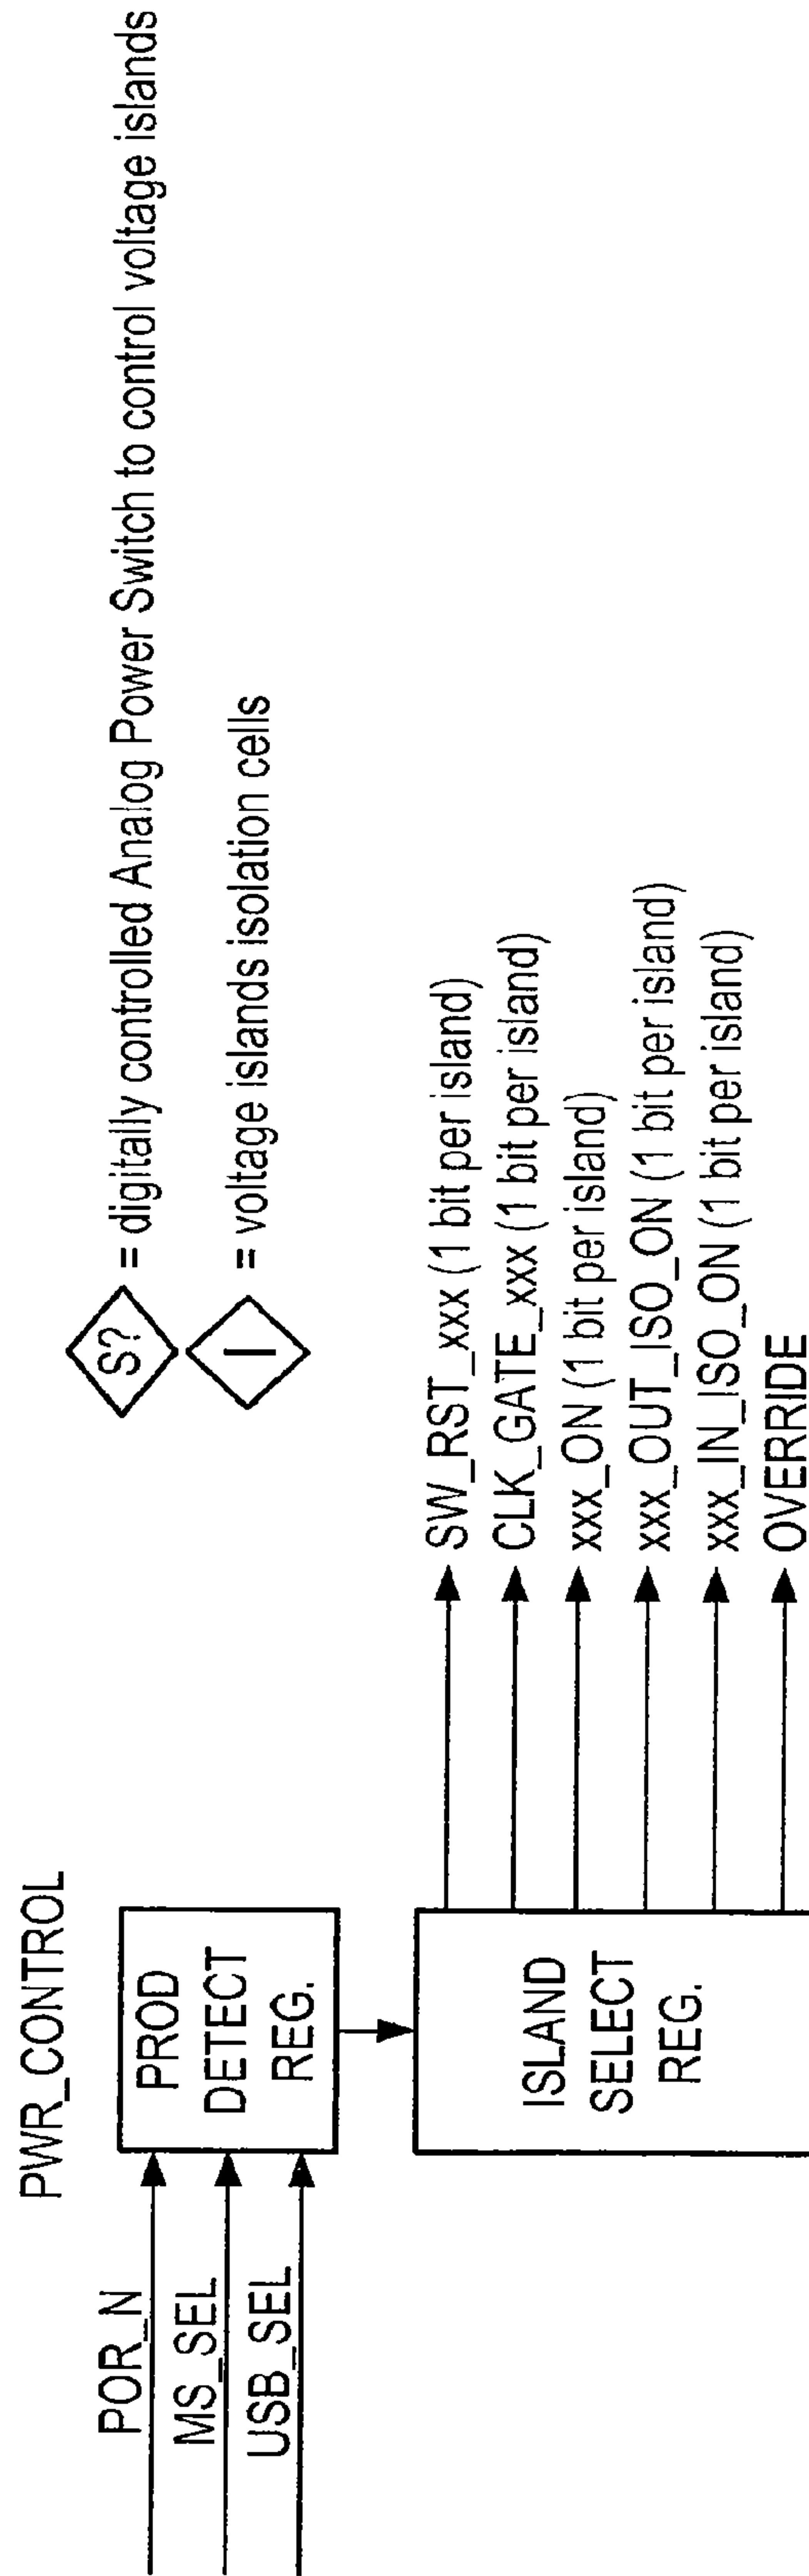 PWR_CONTROL
POR_N
MS_SEL
USB_SEL
PROD
DETECT
REG.
ISLAND
SELECT
REG.
S? = digitally controlled Analog Power Switch to control voltage islands
I = voltage islands isolation cells
SW_RST_xxx (1 bit per island)
CLK_GATE_xxx (1 bit per island)
xxx_ON (1 bit per island)
xxx_OUT_ISO_ON (1 bit per island)
xxx_IN_ISO_ON (1 bit per island)
OVERRIDE